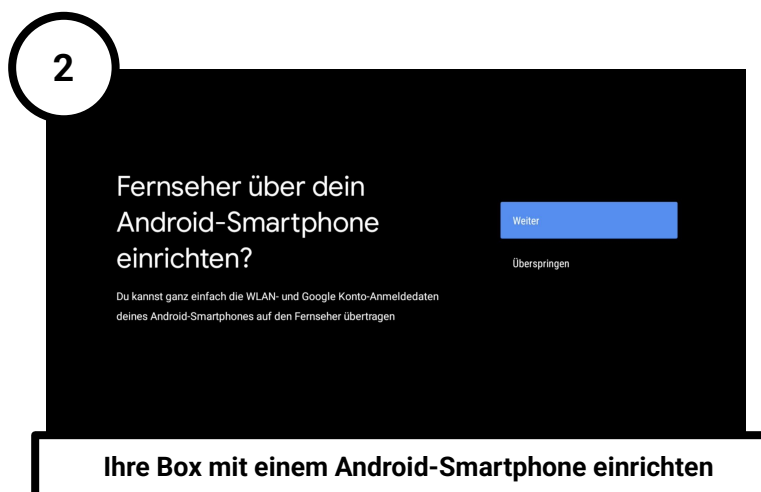 2
Fernseher über dein
Android-Smartphone
einrichten?
Du kannst ganz einfach die WLAN- und Google Konto-Anmeldedaten
deines Android-Smartphones auf den Fernseher übertragen
Weiter
Überspringen
Ihre Box mit einem Android-Smartphone einrichten